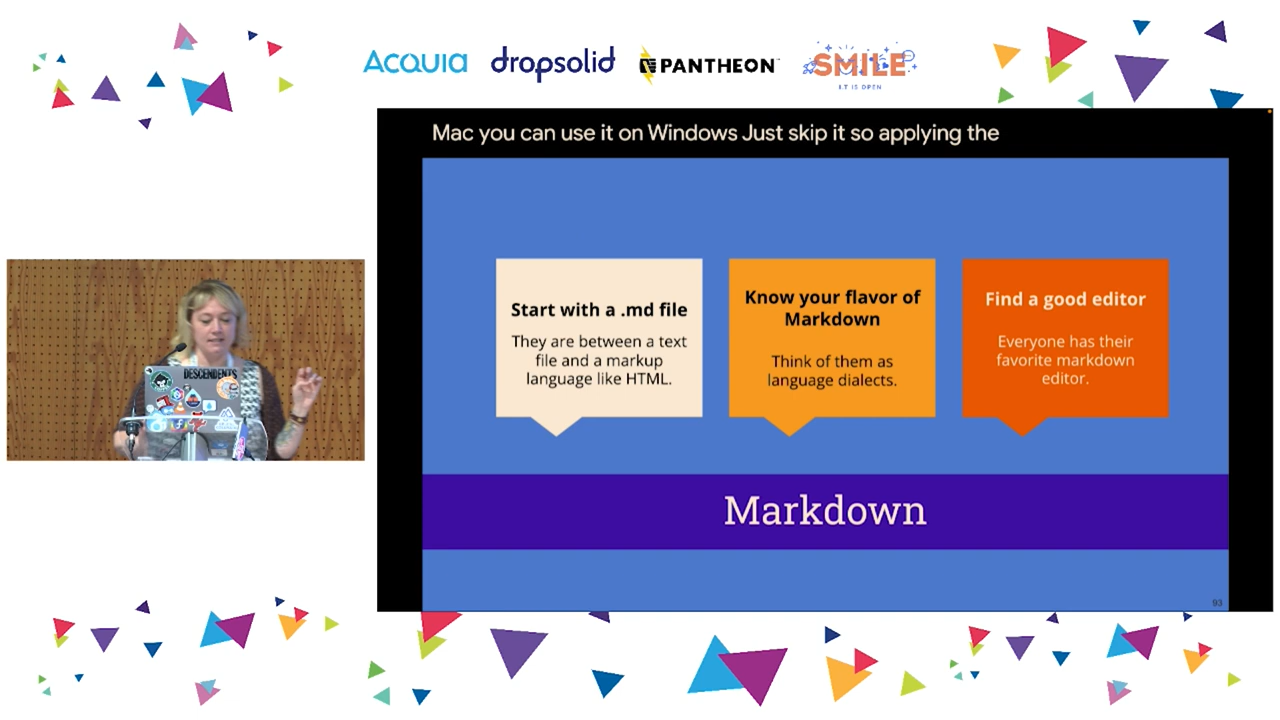 ACQUIA dropsolid PANTHEON SMILE
I.T IS OPEN
Mac you can use it on Windows Just skip it so applying the
Start with a .md file
They are between a text
file and a markup
language like HTML.
Know your flavor of
Markdown
Think of them as
language dialects.
Find a good editor
Everyone has their
favorite markdown
editor.
DESCENDENTS
Markdown
93